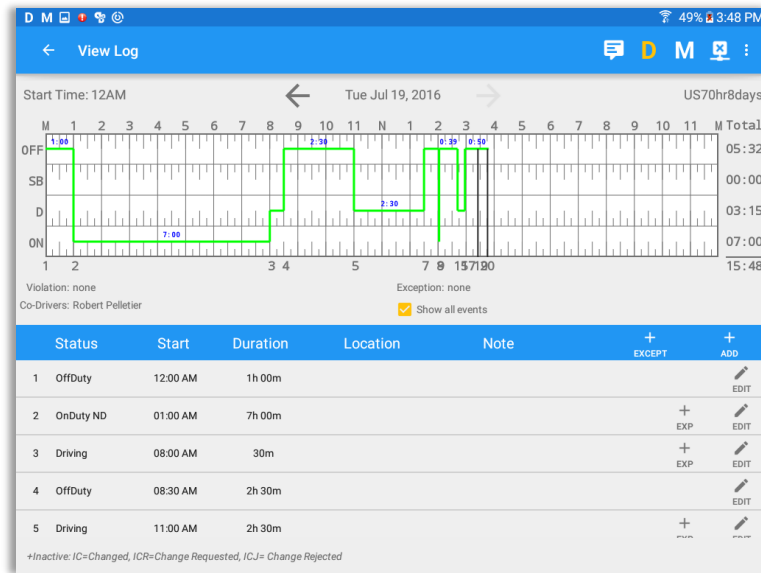 D M 49% 3:48 PM
View Log D M
Start Time: 12AM Tue Jul 19, 2016 US70hr8days
M 1 2 3 4 5 6 7 8 9 10 11 N 1 2 3 4 5 6 7 8 9 10 11 M Total
OFF 1:00 2:30 0:39 0:50 05:32
SB 00:00
D 2:30 03:15
ON 7:00 07:00
1 2 3 4 5 7 15:48
Violation: none Exception: none
Co-Drivers: Robert Pelletier Show all events
Status Start Duration Location Note + EXCEPT + ADD
1 OffDuty 12:00 AM 1h 00m EDIT
2 OnDuty ND 01:00 AM 7h 00m + EXP EDIT
3 Driving 08:00 AM 30m + EXP EDIT
4 OffDuty 08:30 AM 2h 30m EDIT
5 Driving 11:00 AM 2h 30m +
+Inactive: IC=Changed, ICR=Change Requested, ICJ= Change Rejected